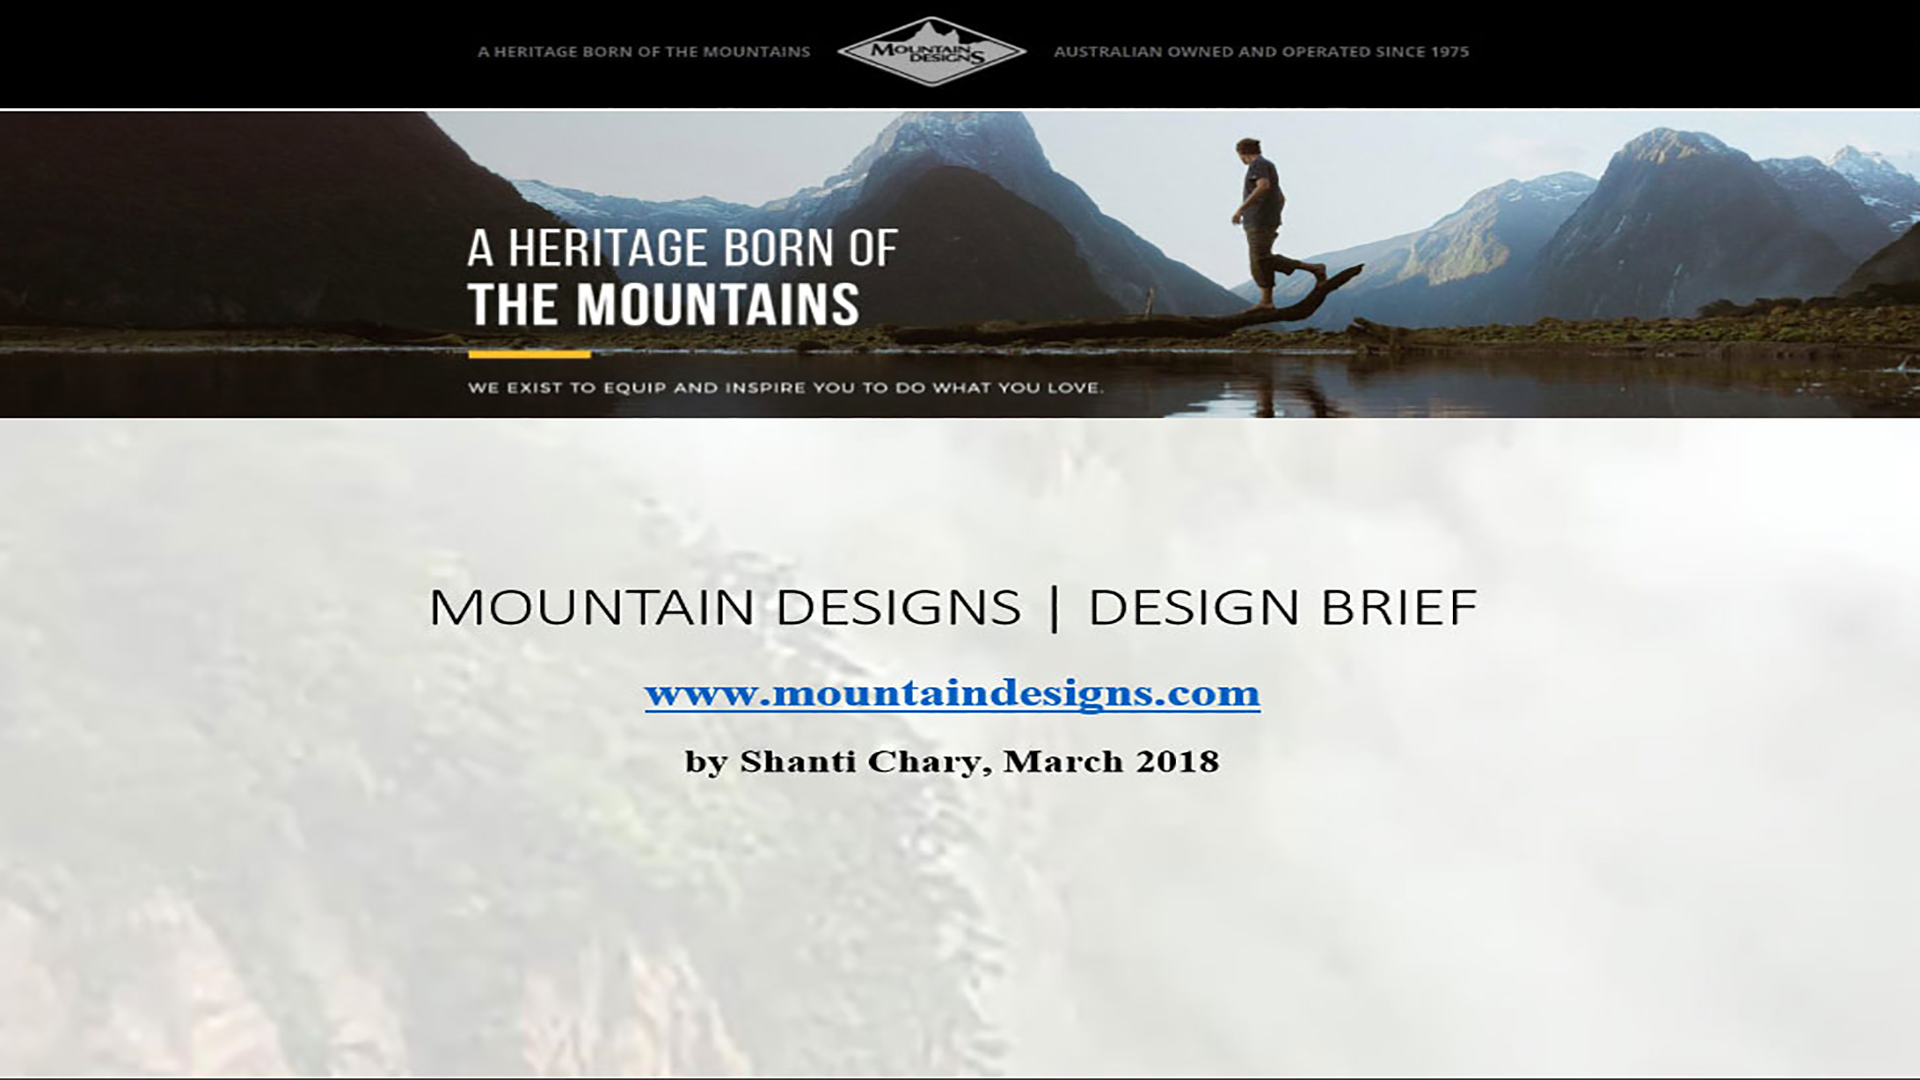 A HERITAGE BORN OF THE MOUNTAINS
MOUNTAIN
DESIGNS
AUSTRALIAN OWNED AND OPERATED SINCE 1975
A HERITAGE BORN OF
THE MOUNTAINS
WE EXIST TO EQUIP AND INSPIRE YOU TO DO WHAT YOU LOVE.
MOUNTAIN DESIGNS | DESIGN BRIEF
www.mountaindesigns.com
by Shanti Chary, March 2018